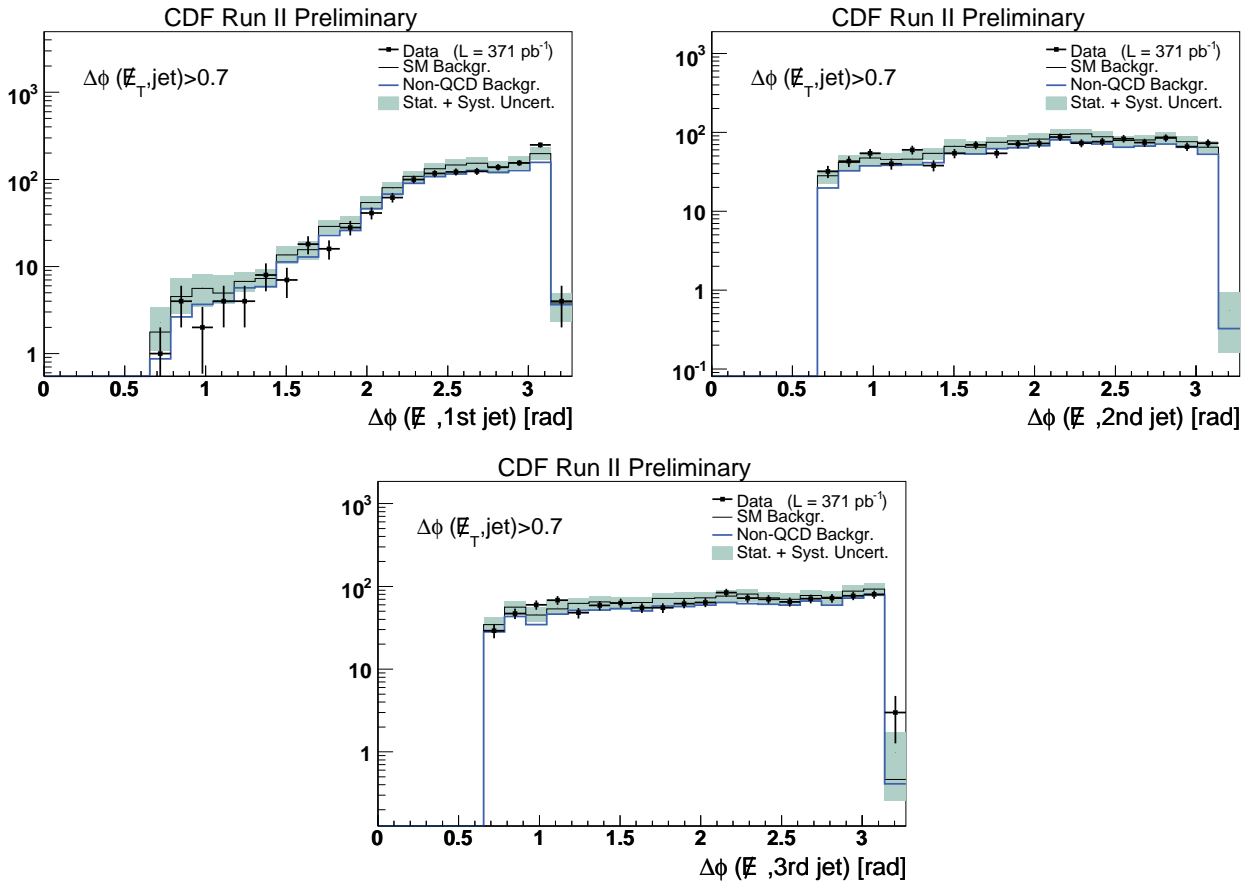 CDF Run II Preliminary
Δϕ (E̸_T,jet)>0.7
Data (L = 371 pb⁻¹)
SM Backgr.
Non-QCD Backgr.
Stat. + Syst. Uncert.
10³
10²
10
1
0 0.5 1 1.5 2 2.5 3
Δϕ (E̸ ,1st jet) [rad]
CDF Run II Preliminary
Δϕ (E̸_T,jet)>0.7
Data (L = 371 pb⁻¹)
SM Backgr.
Non-QCD Backgr.
Stat. + Syst. Uncert.
10³
10²
10
1
10⁻¹
0 0.5 1 1.5 2 2.5 3
Δϕ (E̸ ,2nd jet) [rad]
CDF Run II Preliminary
Δϕ (E̸_T,jet)>0.7
Data (L = 371 pb⁻¹)
SM Backgr.
Non-QCD Backgr.
Stat. + Syst. Uncert.
10³
10²
10
1
0 0.5 1 1.5 2 2.5 3
Δϕ (E̸ ,3rd jet) [rad]